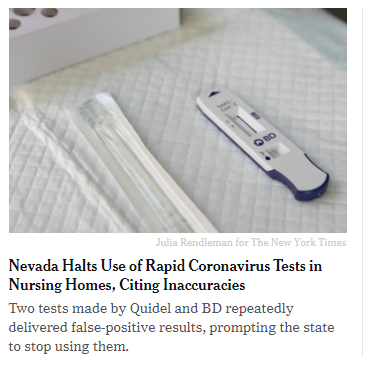 BD
Julia Rendleman for The New York Times
Nevada Halts Use of Rapid Coronavirus Tests in
Nursing Homes, Citing Inaccuracies
Two tests made by Quidel and BD repeatedly
delivered false-positive results, prompting the state
to stop using them.